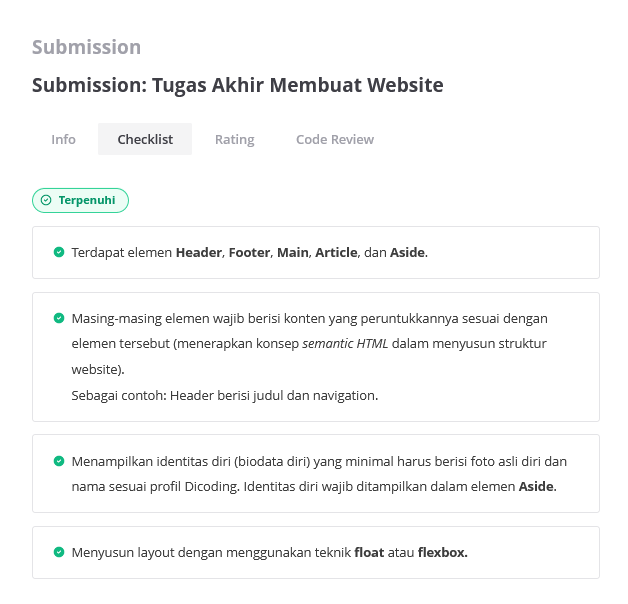 Submission
Submission: Tugas Akhir Membuat Website
Info Checklist Rating Code Review
Terpenuhi
Terdapat elemen Header, Footer, Main, Article, dan Aside.
Masing-masing elemen wajib berisi konten yang peruntukkannya sesuai dengan
elemen tersebut (menerapkan konsep semantic HTML dalam menyusun struktur
website).
Sebagai contoh: Header berisi judul dan navigation.
Menampilkan identitas diri (biodata diri) yang minimal harus berisi foto asli diri dan
nama sesuai profil Dicoding. Identitas diri wajib ditampilkan dalam elemen Aside.
Menyusun layout dengan menggunakan teknik float atau flexbox.